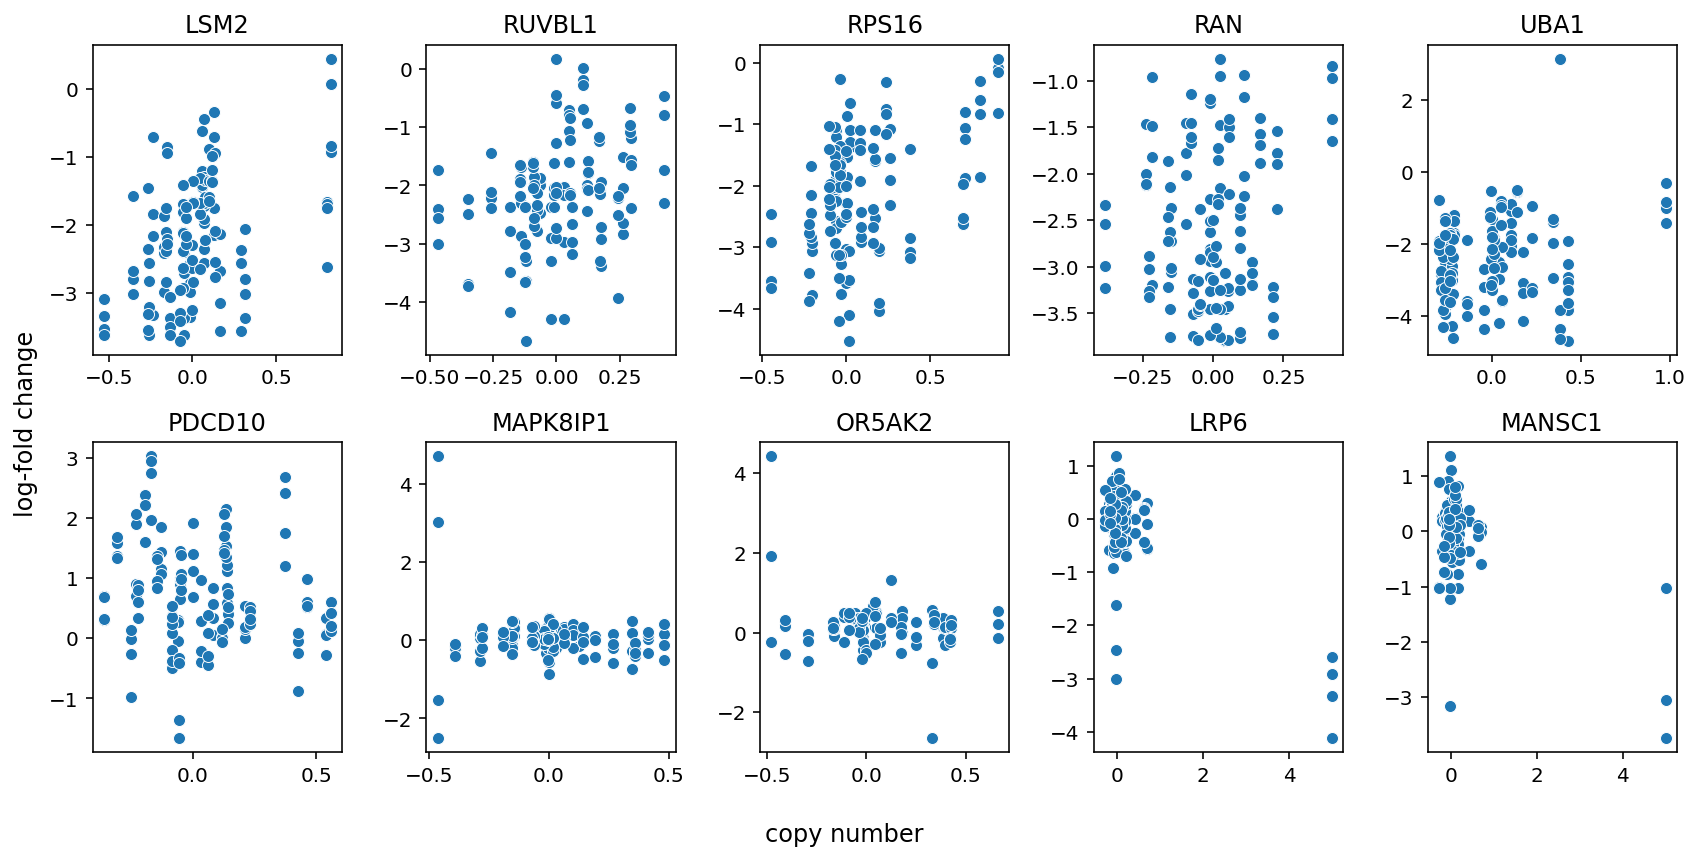 LSM2 RUVBL1 RPS16 RAN UBA1
0 0 0 −1.0 2
−1 −1 −1 −1.5 0
−2 −2 −2 −2.0 −2
−3 −3 −3 −2.5 −4
−4 −4 −3.0
−3.5
−0.5 0.0 0.5 −0.50 −0.25 0.00 0.25 −0.5 0.0 0.5 −0.25 0.00 0.25 0.0 0.5 1.0
log-fold change
PDCD10 MAPK8IP1 OR5AK2 LRP6 MANSC1
3 4 4 1 1
2 2 2 0 0
1 0 0 −1 −1
0 −2 −2 −2 −2
−1 −3 −3
−4
0.0 0.5 −0.5 0.0 0.5 −0.5 0.0 0.5 0 2 4 0 2 4
copy number